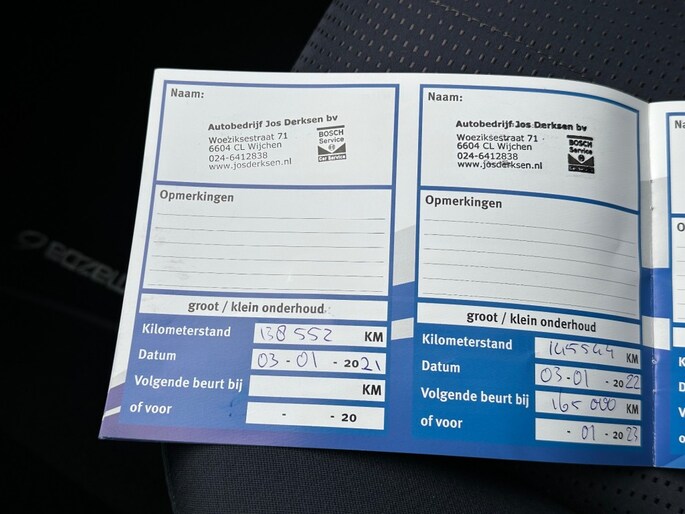 Naam:
Autobedrijf Jos Derksen bv
Woeziksestraat 71
6604 CL Wijchen
024-6412838
www.josderksen.nl
BOSCH
Service
Car Service
Opmerkingen
groot / klein onderhoud
Kilometerstand 138 552 KM
Datum 03 - 01 - 2021
Volgende beurt bij KM
of voor - - 20
Naam:
Autobedrijf Jos Derksen bv
Woeziksestraat 71
6604 CL Wijchen
024-6412838
www.josderksen.nl
BOSCH
Service
Opmerkingen
groot / klein onderhoud
Kilometerstand 145544 KM
Datum 03-01 - 2022
Volgende beurt bij 165 000 KM
of voor - 01 - 2023
O
K
D
V
o
mazda